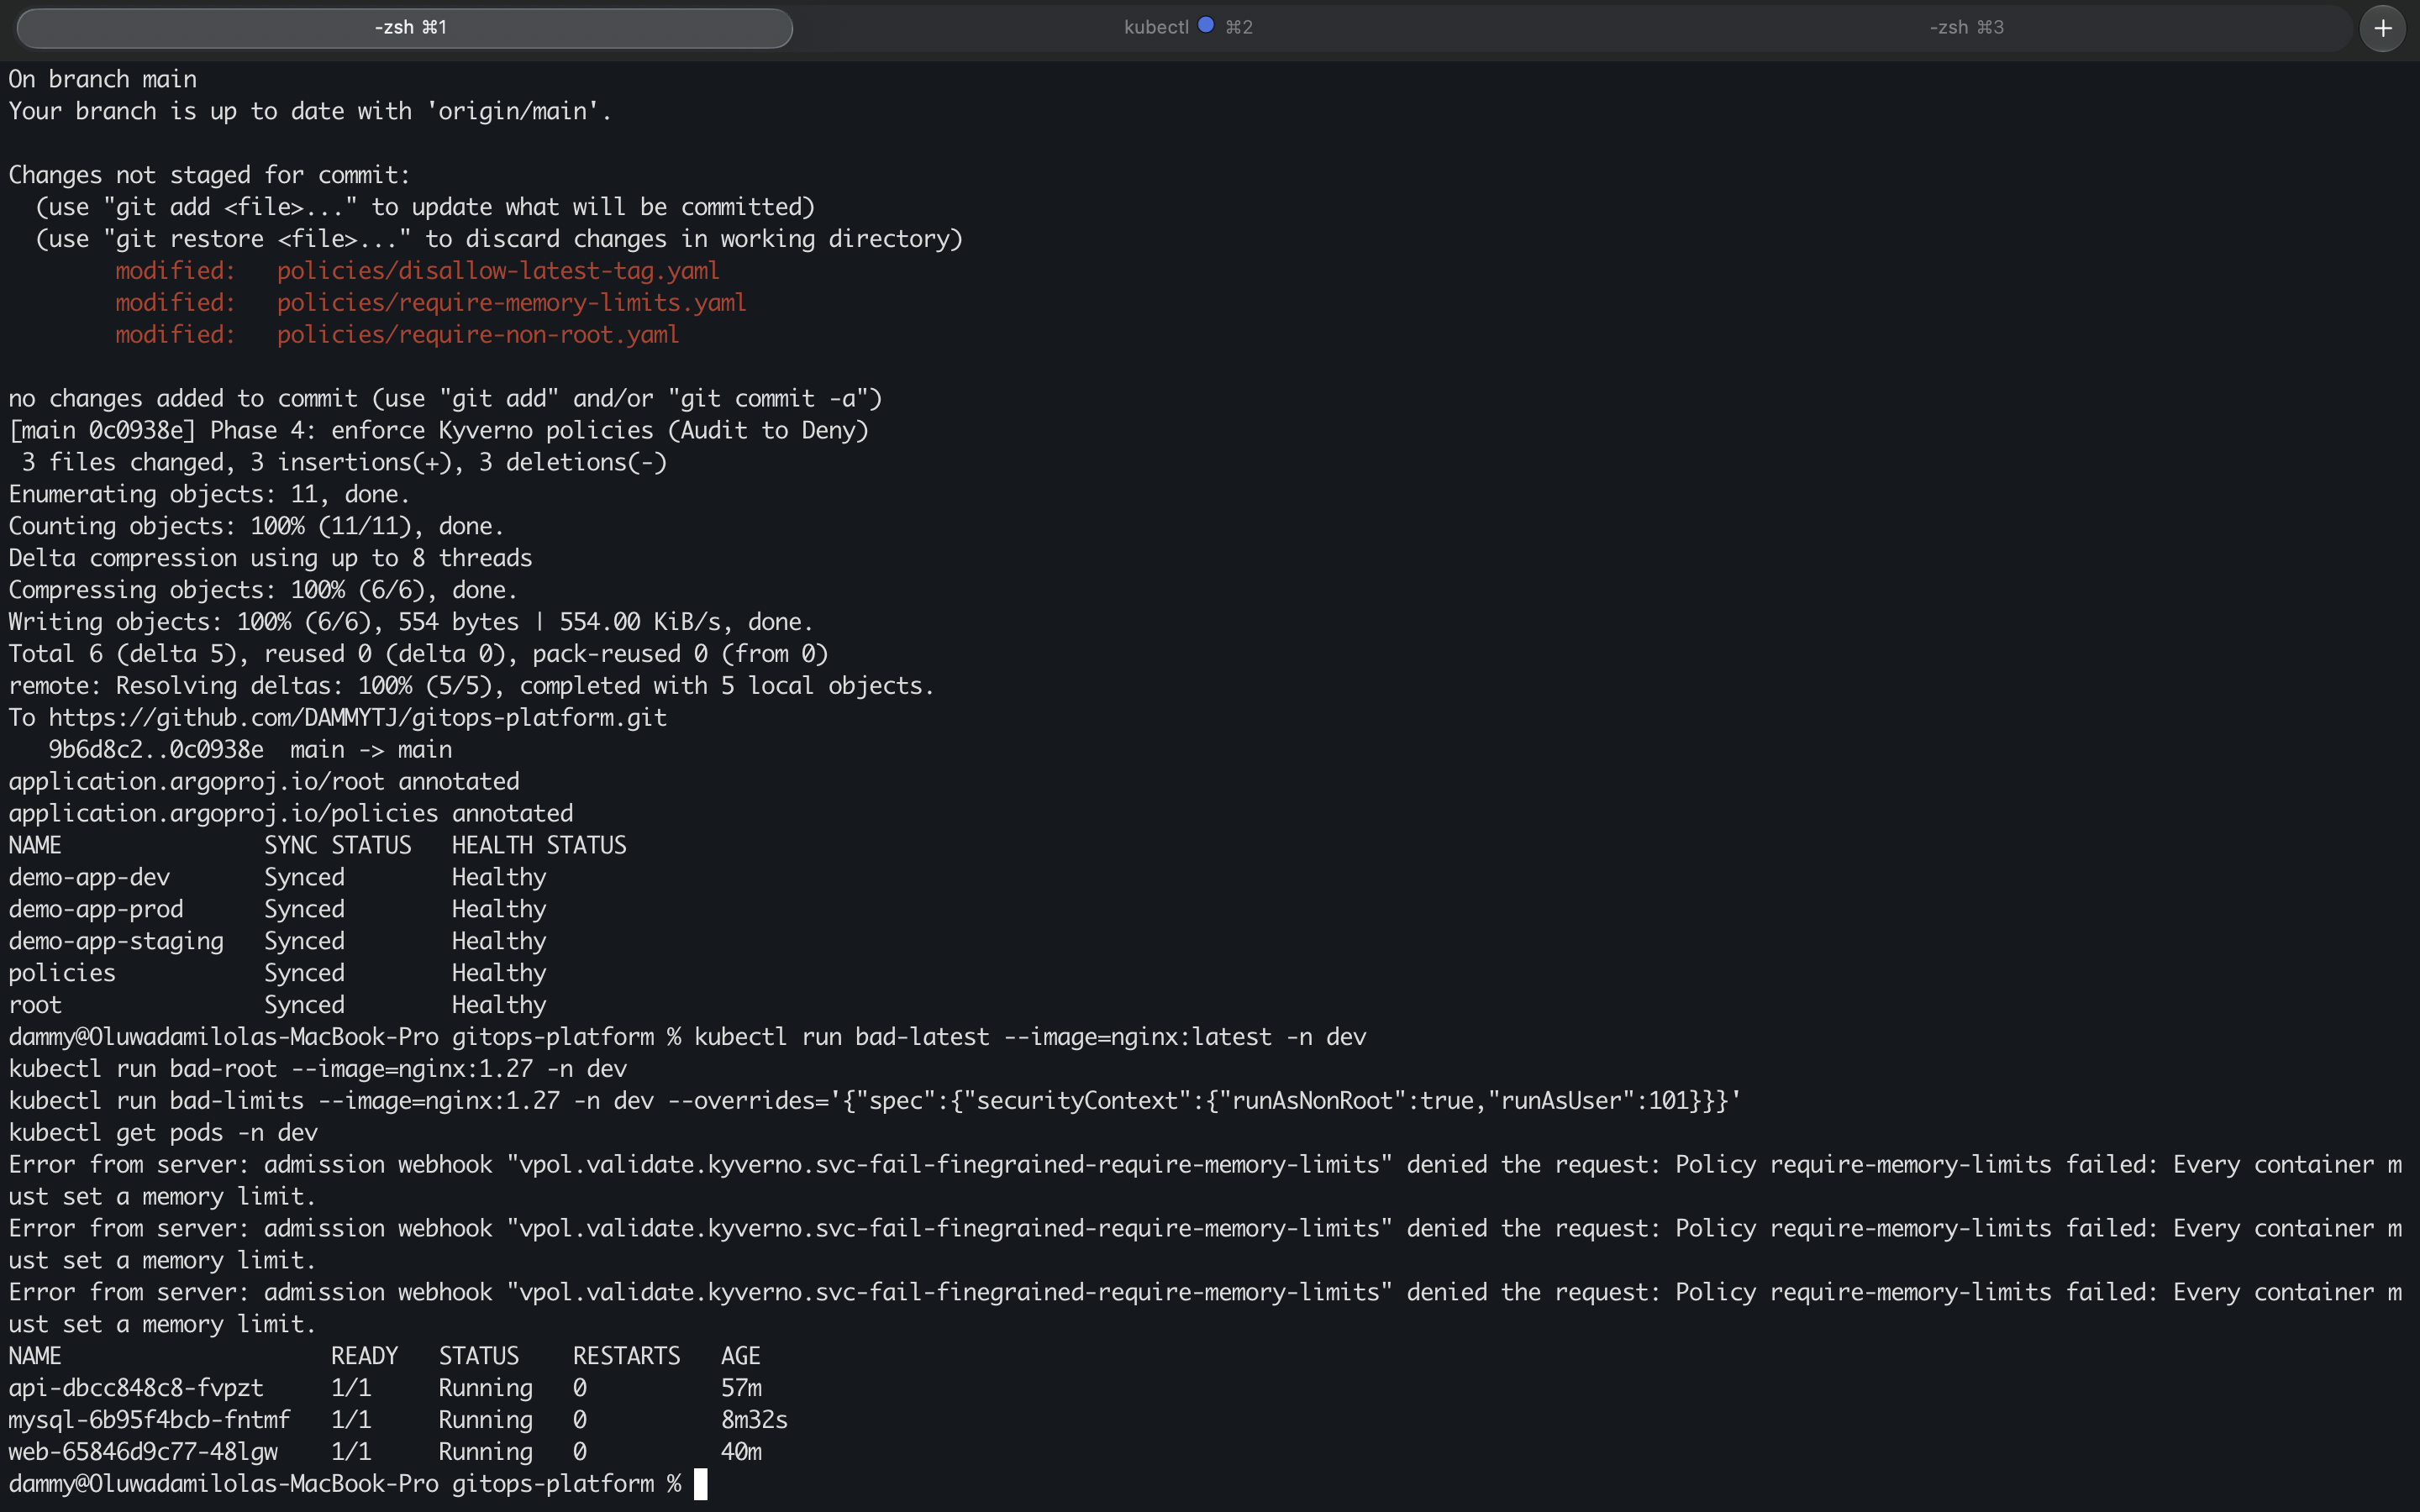 -zsh ⌘1
kubectl ⌘2
-zsh ⌘3
+
On branch main
Your branch is up to date with 'origin/main'.
Changes not staged for commit:
  (use "git add <file>..." to update what will be committed)
  (use "git restore <file>..." to discard changes in working directory)
        modified:   policies/disallow-latest-tag.yaml
        modified:   policies/require-memory-limits.yaml
        modified:   policies/require-non-root.yaml
no changes added to commit (use "git add" and/or "git commit -a")
[main 0c0938e] Phase 4: enforce Kyverno policies (Audit to Deny)
 3 files changed, 3 insertions(+), 3 deletions(-)
Enumerating objects: 11, done.
Counting objects: 100% (11/11), done.
Delta compression using up to 8 threads
Compressing objects: 100% (6/6), done.
Writing objects: 100% (6/6), 554 bytes | 554.00 KiB/s, done.
Total 6 (delta 5), reused 0 (delta 0), pack-reused 0 (from 0)
remote: Resolving deltas: 100% (5/5), completed with 5 local objects.
To https://github.com/DAMMYTJ/gitops-platform.git
   9b6d8c2..0c0938e  main -> main
application.argoproj.io/root annotated
application.argoproj.io/policies annotated
NAME               SYNC STATUS   HEALTH STATUS
demo-app-dev       Synced        Healthy
demo-app-prod      Synced        Healthy
demo-app-staging   Synced        Healthy
policies           Synced        Healthy
root               Synced        Healthy
dammy@Oluwadamilolas-MacBook-Pro gitops-platform % kubectl run bad-latest --image=nginx:latest -n dev
kubectl run bad-root --image=nginx:1.27 -n dev
kubectl run bad-limits --image=nginx:1.27 -n dev --overrides='{"spec":{"securityContext":{"runAsNonRoot":true,"runAsUser":101}}}'
kubectl get pods -n dev
Error from server: admission webhook "vpol.validate.kyverno.svc-fail-finegrained-require-memory-limits" denied the request: Policy require-memory-limits failed: Every container m
ust set a memory limit.
Error from server: admission webhook "vpol.validate.kyverno.svc-fail-finegrained-require-memory-limits" denied the request: Policy require-memory-limits failed: Every container m
ust set a memory limit.
Error from server: admission webhook "vpol.validate.kyverno.svc-fail-finegrained-require-memory-limits" denied the request: Policy require-memory-limits failed: Every container m
ust set a memory limit.
NAME                    READY   STATUS    RESTARTS   AGE
api-dbcc848c8-fvpzt     1/1     Running   0          57m
mysql-6b95f4bcb-fntmf   1/1     Running   0          8m32s
web-65846d9c77-48lgw    1/1     Running   0          40m
dammy@Oluwadamilolas-MacBook-Pro gitops-platform %